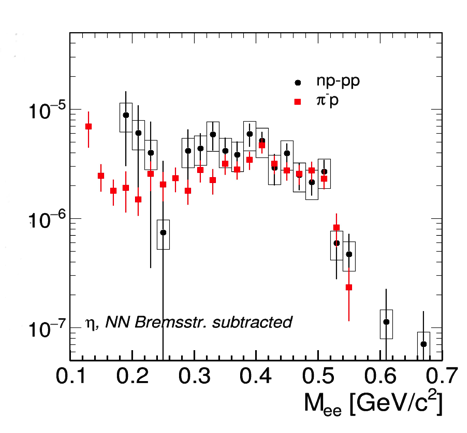 np-pp
π⁻p
10⁻⁵
10⁻⁶
10⁻⁷
η, NN Bremsstr. subtracted
0.1 0.2 0.3 0.4 0.5 0.6 0.7
M_ee [GeV/c²]